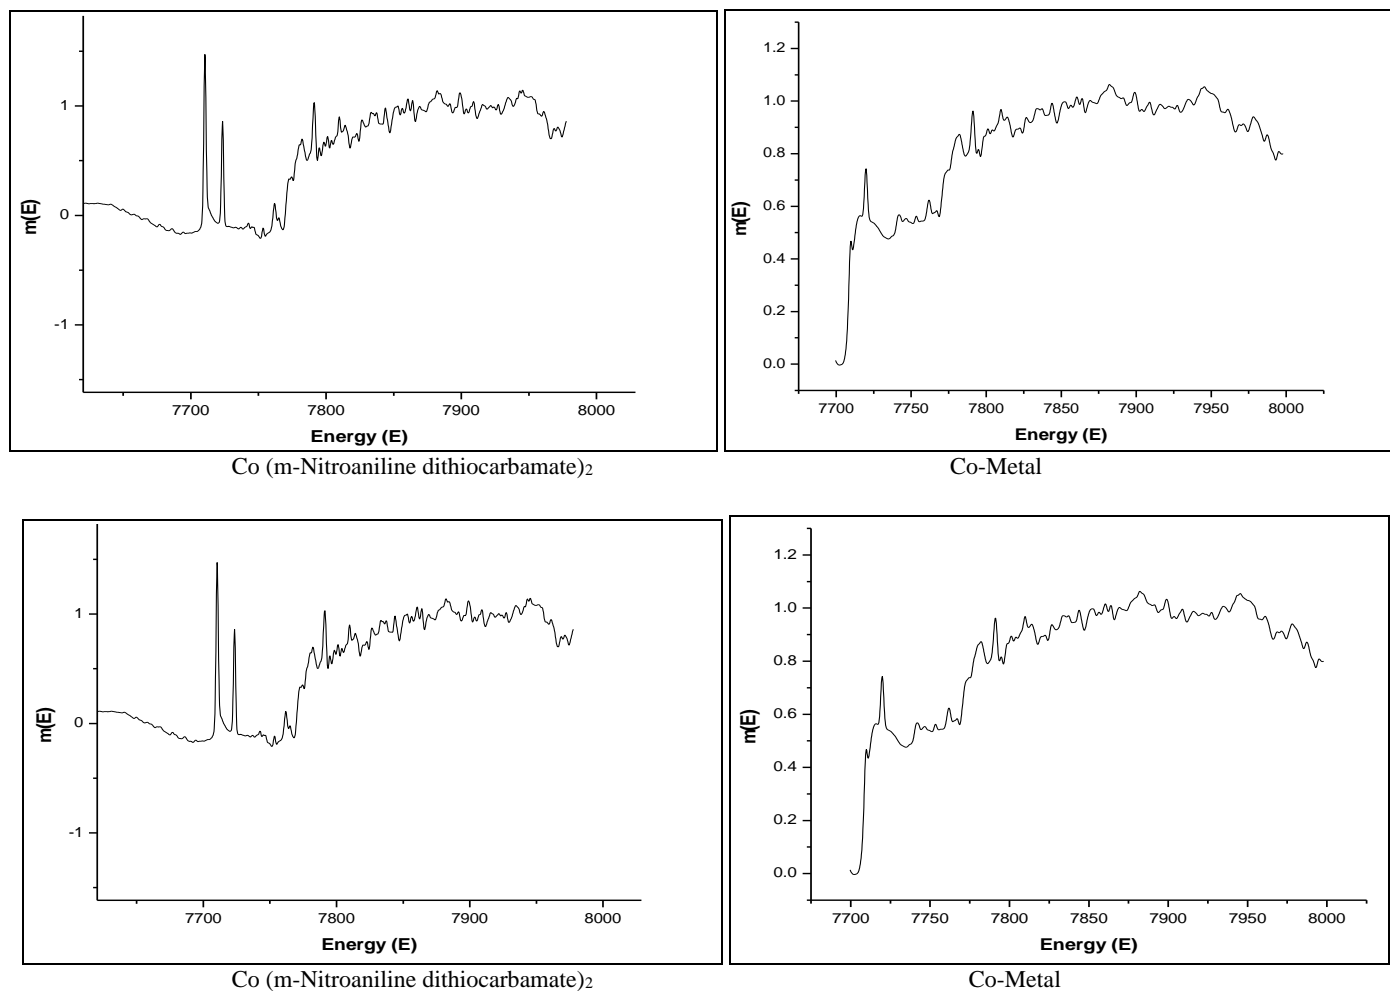 1
0
-1
m(E)
7700 7800 7900 8000
Energy (E)
1.2
1.0
0.8
0.6
0.4
0.2
0.0
m(E)
7700 7750 7800 7850 7900 7950 8000
Energy (E)
Co (m-Nitroaniline dithiocarbamate)2
Co-Metal
1
0
-1
m(E)
7700 7800 7900 8000
Energy (E)
1.2
1.0
0.8
0.6
0.4
0.2
0.0
m(E)
7700 7750 7800 7850 7900 7950 8000
Energy (E)
Co (m-Nitroaniline dithiocarbamate)2
Co-Metal